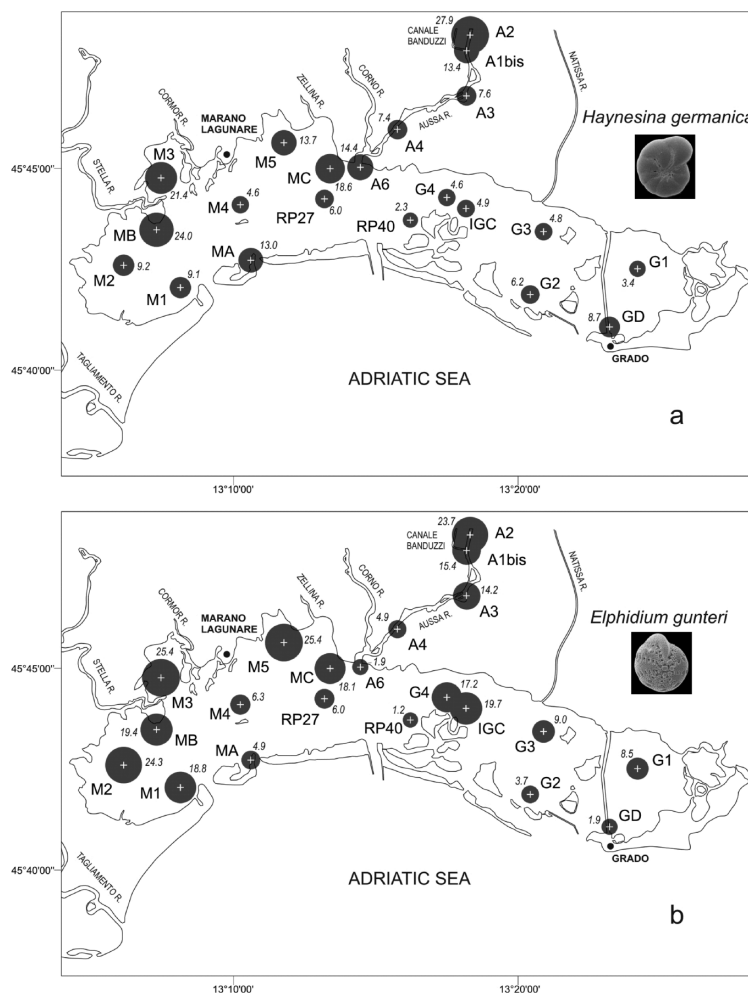 27.9
A2
CANALE
BANDUZZI
A1bis
13.4
NATISSA R.
ZELLINA R.
CORNO R.
A3
7.6
Haynesina germanica
CORMOR R.
MARANO
LAGUNARE
7.4
AUSSA R.
A4
STELLA R.
M3
M5
13.7
14.4
45°45'00"
MC
18.6
A6
21.4
M4
4.6
RP27
6.0
G4
4.6
4.9
IGC
RP40
2.3
G3
4.8
MB
24.0
MA
13.0
G1
3.4
M2
9.2
9.1
M1
6.2
G2
8.7
GD
GRADO
45°40'00"
TAGLIAMENTO R.
ADRIATIC SEA
a
13°10'00"
13°20'00"
23.7
A2
CANALE
BANDUZZI
A1bis
15.4
NATISSA R.
ZELLINA R.
CORNO R.
A3
14.2
Elphidium gunteri
CORMOR R.
MARANO
LAGUNARE
4.9
AUSSA R.
A4
STELLA R.
25.4
M3
M5
25.4
45°45'00"
MC
18.1
A6
1.9
M4
6.3
RP27
6.0
G4
17.2
19.7
IGC
RP40
1.2
G3
9.0
19.4
MB
MA
4.9
8.5
G1
M2
24.3
18.8
M1
3.7
G2
1.9
GD
GRADO
45°40'00"
TAGLIAMENTO R.
ADRIATIC SEA
b
13°10'00"
13°20'00"